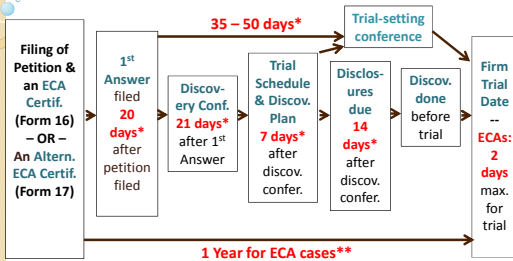 35 – 50 days*
Trial-setting
conference
Filing of
Petition &
an ECA
Certif.
(Form 16)
– OR –
An Altern.
ECA Certif.
(Form 17)
1st
Answer
filed
20
days*
after
petition
filed
Discov-
ery Conf.
21 days*
after 1st
Answer
Trial
Schedule
& Discov.
Plan
7 days*
after
discov.
confer.
Disclos-
ures
due
14
days*
after
discov.
confer.
Discov.
done
before
trial
Firm
Trial
Date
--
ECAs:
2
days
max.
for
trial
1 Year for ECA cases**